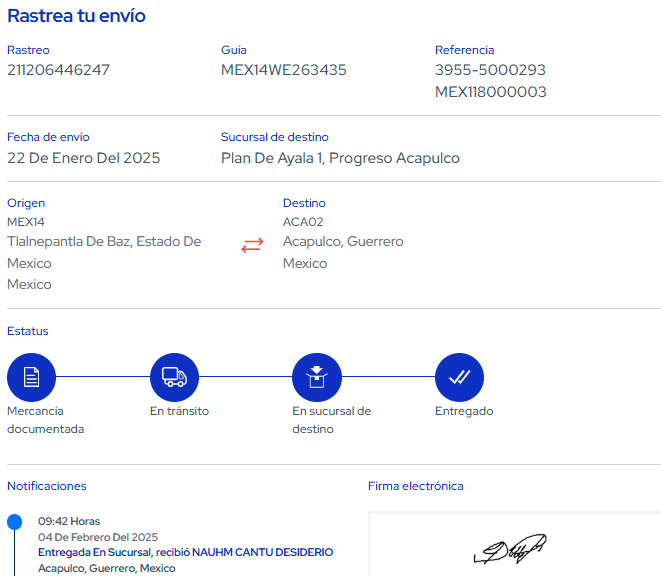 Rastrea tu envío
Rastreo
211206446247
Guía
MEX14WE263435
Referencia
3955-5000293
MEX118000003
Fecha de envío
22 De Enero Del 2025
Sucursal de destino
Plan De Ayala 1, Progreso Acapulco
Origen
MEX14
Tlalnepantla De Baz, Estado De
Mexico
Mexico
Destino
ACA02
Acapulco, Guerrero
Mexico
Estatus
Mercancía
documentada
En tránsito
En sucursal de
destino
Entregado
Notificaciones
09:42 Horas
04 De Febrero Del 2025
Entregada En Sucursal, recibió NAUHM CANTU DESIDERIO
Acapulco, Guerrero, Mexico
Firma electrónica